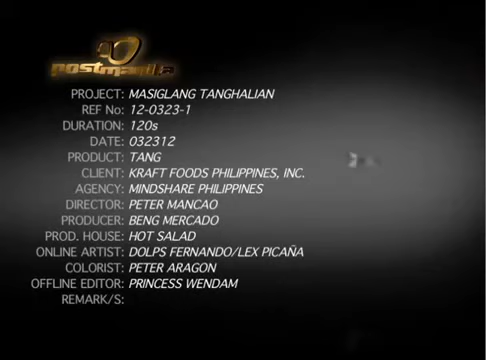 postmanila
PROJECT: MASIGLANG TANGHALIAN
REF No: 12-0323-1
DURATION: 120s
DATE: 032312
PRODUCT: TANG
CLIENT: KRAFT FOODS PHILIPPINES, INC.
AGENCY: MINDSHARE PHILIPPINES
DIRECTOR: PETER MANCAO
PRODUCER: BENG MERCADO
PROD. HOUSE: HOT SALAD
ONLINE ARTIST: DOLPS FERNANDO/LEX PICAÑA
COLORIST: PETER ARAGON
OFFLINE EDITOR: PRINCESS WENDAM
REMARK/S: